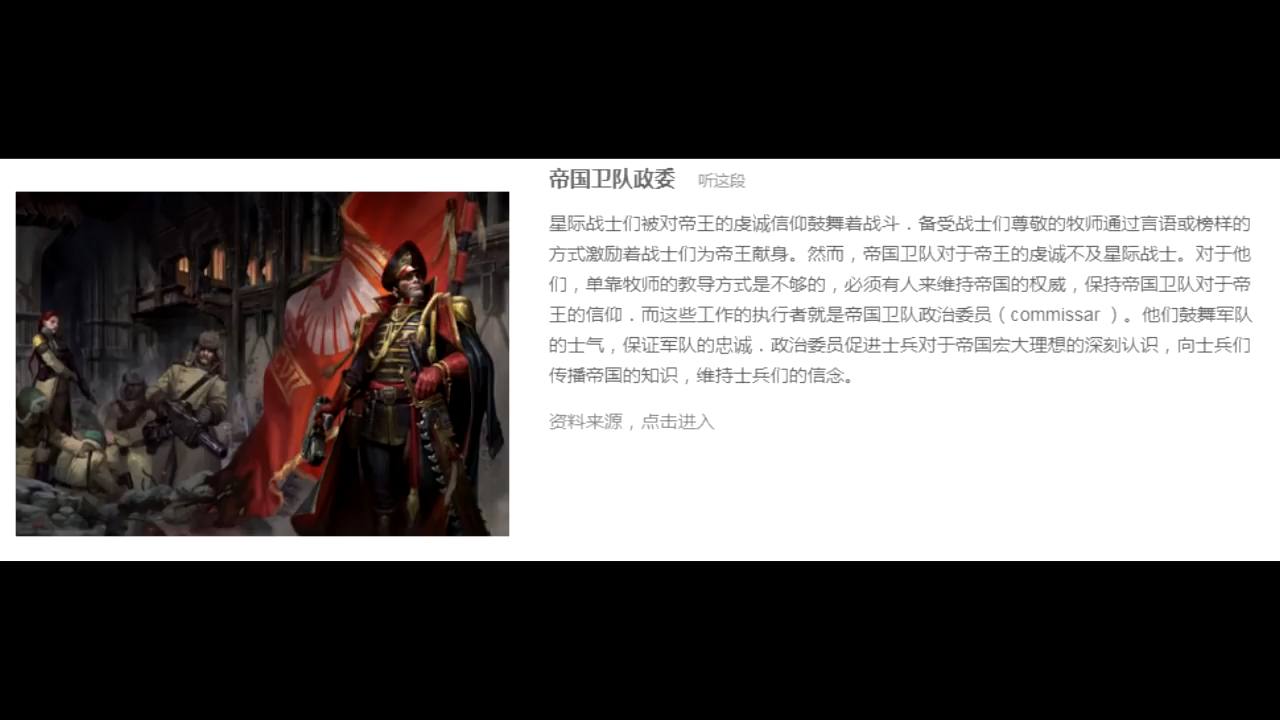 帝国卫队政委 听这段
星际战士们被对帝王的虔诚信仰鼓舞着战斗．备受战士们尊敬的牧师通过言语或榜样的
方式激励着战士们为帝王献身。然而，帝国卫队对于帝王的虔诚不及星际战士。对于他
们，单靠牧师的教导方式是不够的，必须有人来维持帝国的权威，保持帝国卫队对于帝
王的信仰．而这些工作的执行者就是帝国卫队政治委员（commissar ）。他们鼓舞军队
的士气，保证军队的忠诚．政治委员促进士兵对于帝国宏大理想的深刻认识，向士兵们
传播帝国的知识，维持士兵们的信念。
资料来源，点击进入